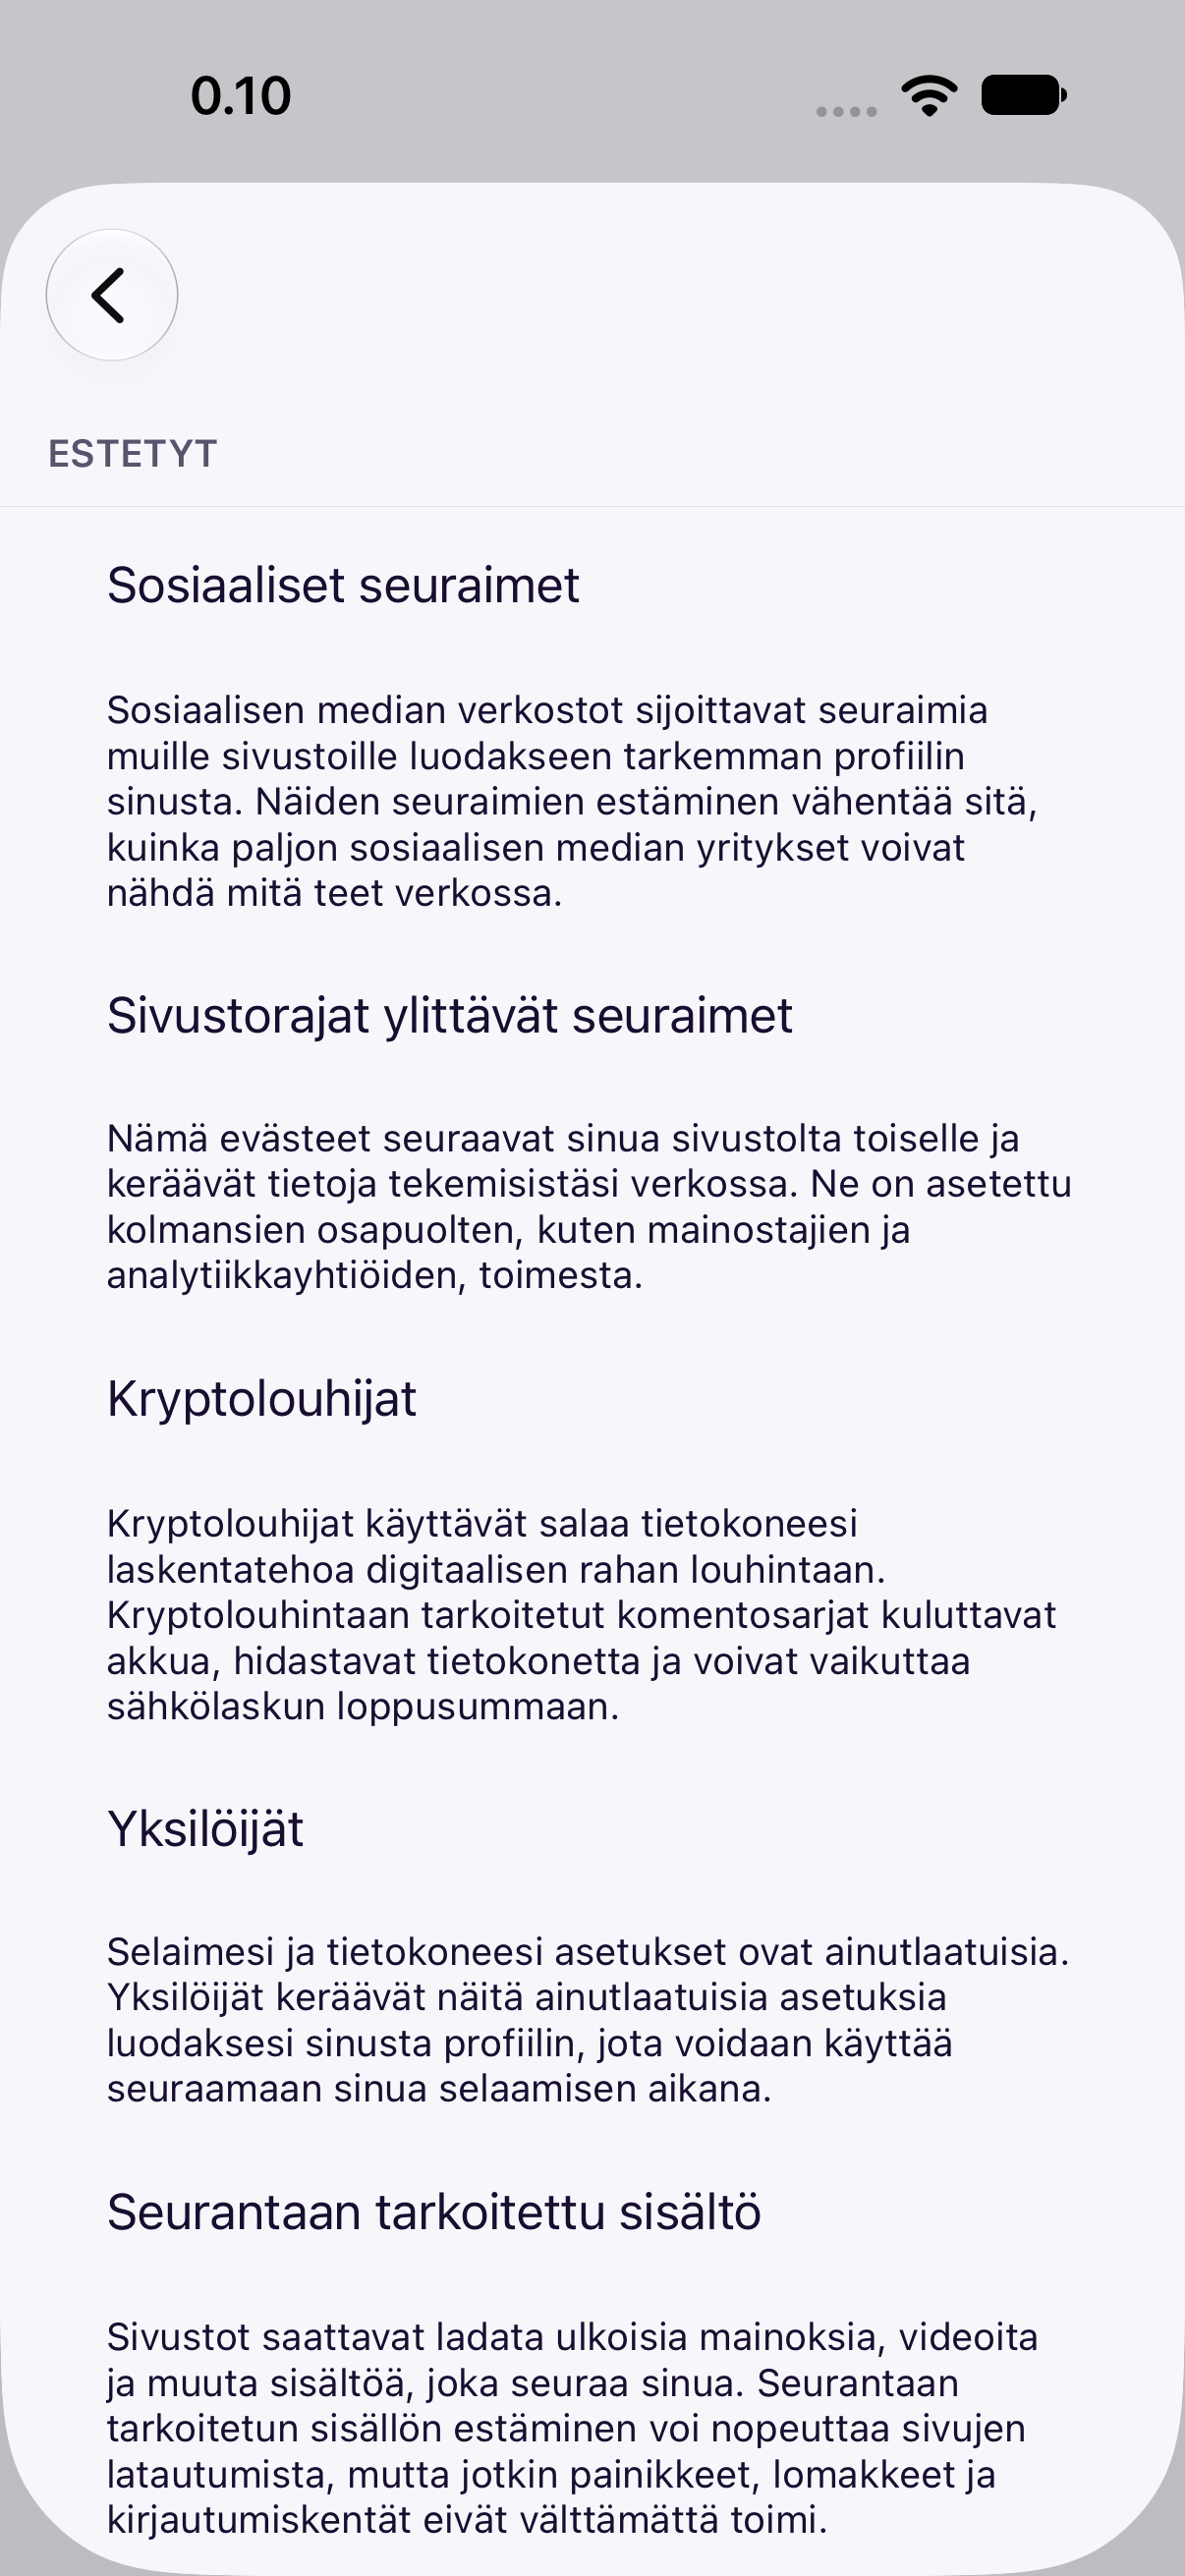 0.10
ESTETYT
Sosiaaliset seuraimet
Sosiaalisen median verkostot sijoittavat seuraimia
muille sivustoille luodakseen tarkemman profiilin
sinusta. Näiden seuraimien estäminen vähentää sitä,
kuinka paljon sosiaalisen median yritykset voivat
nähdä mitä teet verkossa.
Sivustorajat ylittävät seuraimet
Nämä evästeet seuraavat sinua sivustolta toiselle ja
keräävät tietoja tekemisistäsi verkossa. Ne on asetettu
kolmansien osapuolten, kuten mainostajien ja
analytiikkayhtiöiden, toimesta.
Kryptolouhijat
Kryptolouhijat käyttävät salaa tietokoneesi
laskentatehoa digitaalisen rahan louhintaan.
Kryptolouhintaan tarkoitetut komentosarjat kuluttavat
akkua, hidastavat tietokonetta ja voivat vaikuttaa
sähkölaskun loppusummaan.
Yksilöijät
Selaimesi ja tietokoneesi asetukset ovat ainutlaatuisia.
Yksilöijät keräävät näitä ainutlaatuisia asetuksia
luodaksesi sinusta profiilin, jota voidaan käyttää
seuraamaan sinua selaamisen aikana.
Seurantaan tarkoitettu sisältö
Sivustot saattavat ladata ulkoisia mainoksia, videoita
ja muuta sisältöä, joka seuraa sinua. Seurantaan
tarkoitetun sisällön estäminen voi nopeuttaa sivujen
latautumista, mutta jotkin painikkeet, lomakkeet ja
kirjautumiskentät eivät välttämättä toimi.